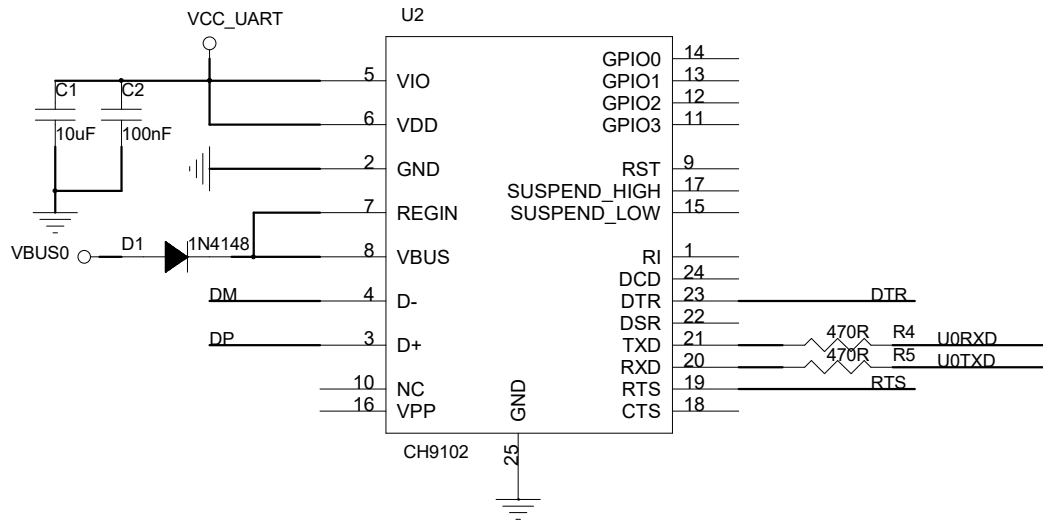 VCC_UART
U2
C1 C2
10uF 100nF
5 VIO
6 VDD
2 GND
7 REGIN
VBUS0 D1 1N4148 8 VBUS
DM 4 D-
DP 3 D+
10 NC
16 VPP
GPIO0 14
GPIO1 13
GPIO2 12
GPIO3 11
RST 9
SUSPEND_HIGH 17
SUSPEND_LOW 15
RI 1
DCD 24
DTR 23 DTR
DSR 22
TXD 21 470R R4 U0RXD
RXD 20 470R R5 U0TXD
RTS 19 RTS
CTS 18
GND
25
CH9102